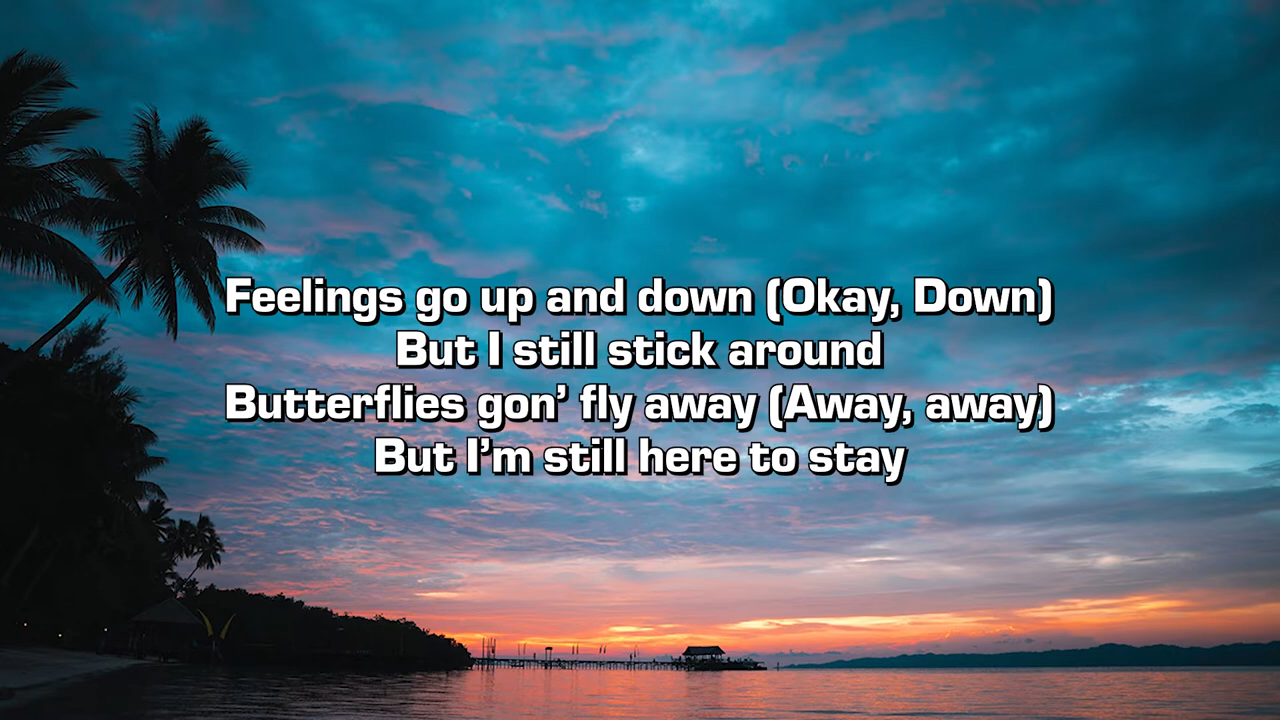 Feelings go up and down (Okay, Down)
But I still stick around
Butterflies gon’ fly away (Away, away)
But I’m still here to stay